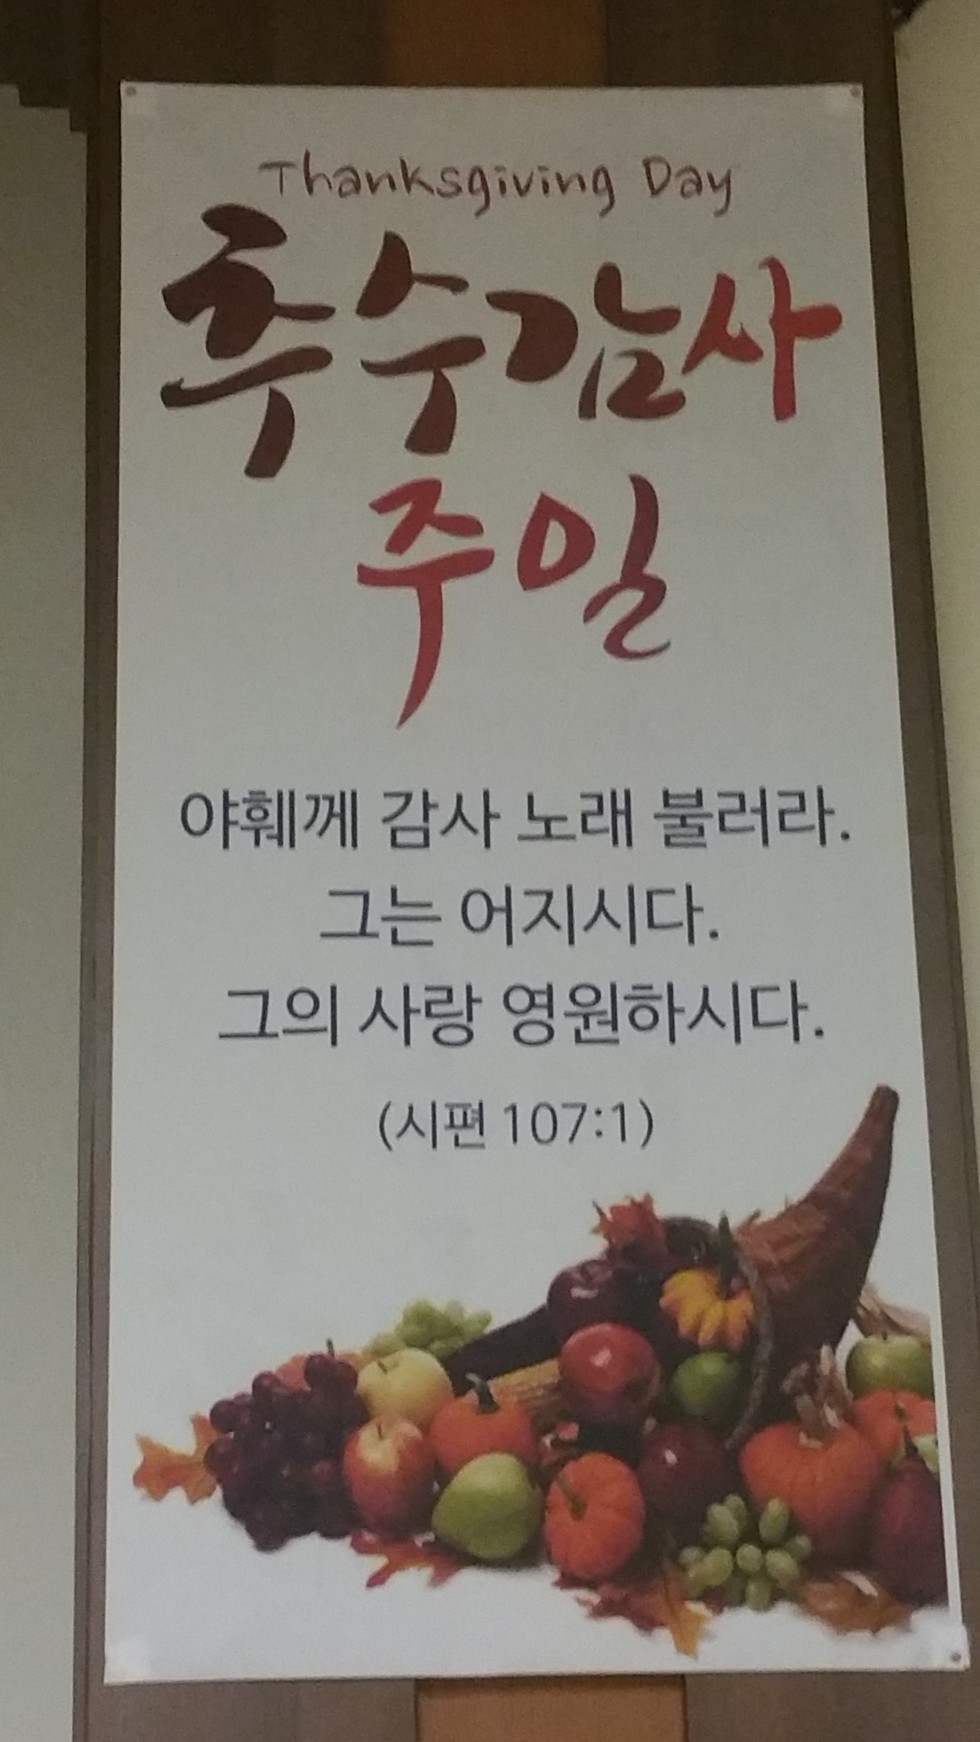 Thanksgiving Day
추수감사
주일
야훼께 감사 노래 불러라.
그는 어지시다.
그의 사랑 영원하시다.
(시편 107:1)